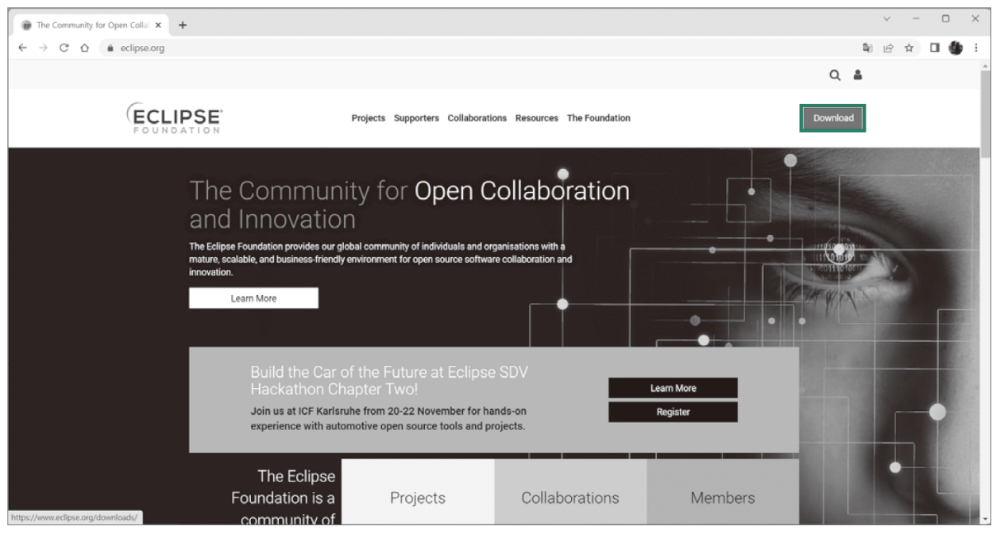 The Community for Open Colla
eclipse.org
ECLIPSE
FOUNDATION
Projects Supporters Collaborations Resources The Foundation
Download
The Community for Open Collaboration
and Innovation
The Eclipse Foundation provides our global community of individuals and organisations with a
mature, scalable, and business-friendly environment for open source software collaboration and
innovation.
Learn More
Build the Car of the Future at Eclipse SDV
Hackathon Chapter Two!
Join us at ICF Karlsruhe from 20-22 November for hands-on
experience with automotive open source tools and projects.
Learn More
Register
The Eclipse
Foundation is a
community of
Projects
Collaborations
Members
https://www.eclipse.org/downloads/